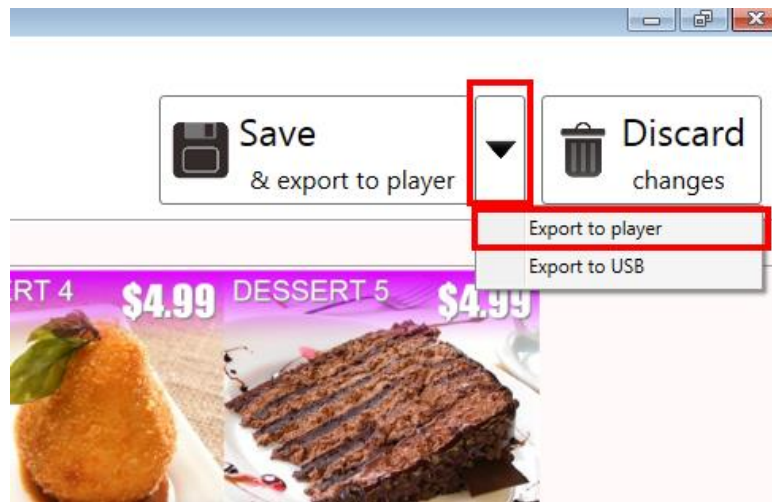 Save
& export to player
Discard
changes
Export to player
Export to USB
RT 4
$4.99
DESSERT 5
$4.99